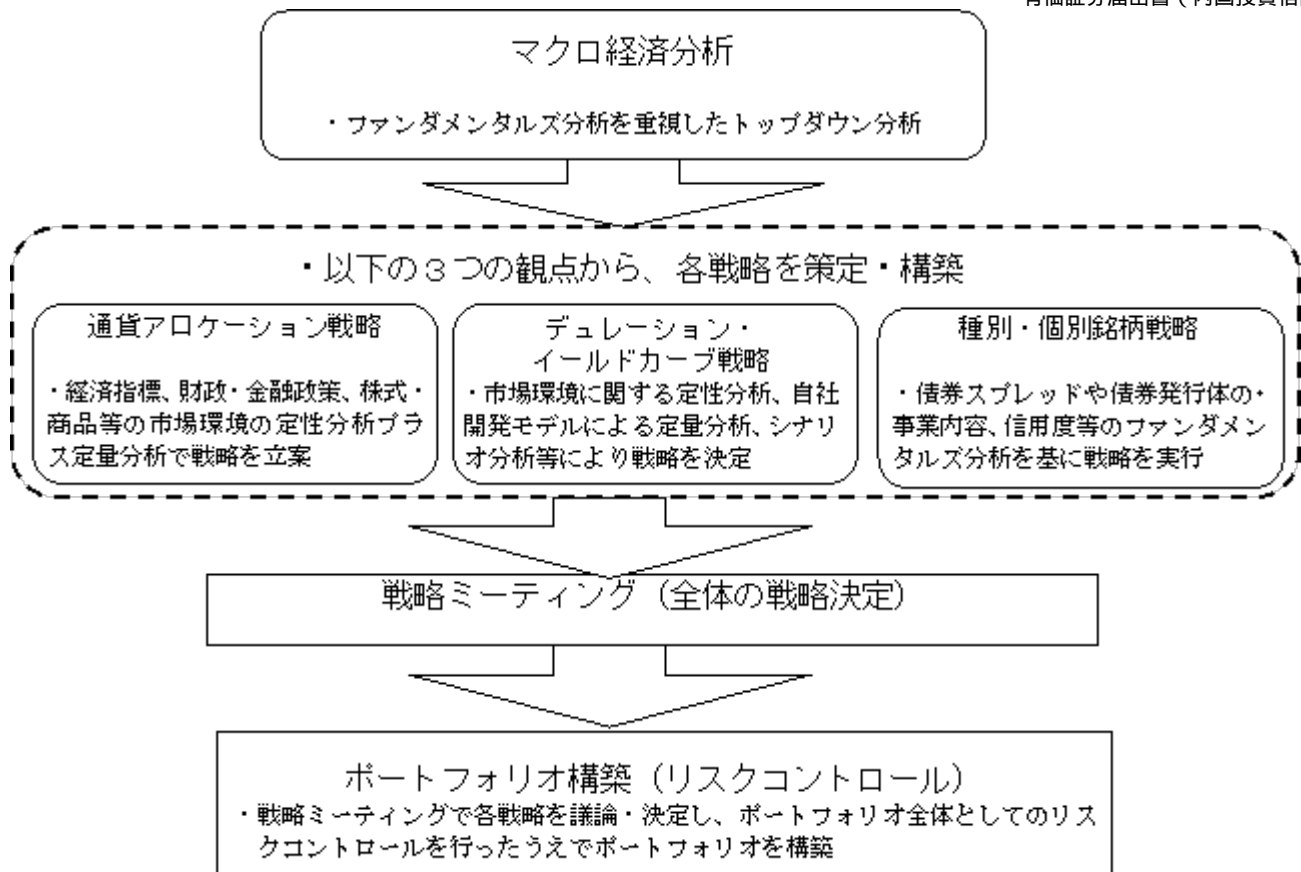 マクロ経済分析
・ファンダメンタルズ分析を重視したトップダウン分析
・以下の３つの観点から、各戦略を策定・構築
通貨アロケーション戦略
・経済指標、財政・金融政策、株式・
商品等の市場環境の定性分析プラ
ス定量分析で戦略を立案
デュレーション・
イールドカーブ戦略
・市場環境に関する定性分析、自社
開発モデルによる定量分析、シナリ
オ分析等により戦略を決定
種別・個別銘柄戦略
・債券スプレッドや債券発行体の・
事業内容、信用度等のファンダメン
タルズ分析を基に戦略を実行
戦略ミーティング（全体の戦略決定）
ポートフォリオ構築（リスクコントロール）
・戦略ミーティングで各戦略を議論・決定し、ポートフォリオ全体としてのリス
クコントロールを行ったうえでポートフォリオを構築